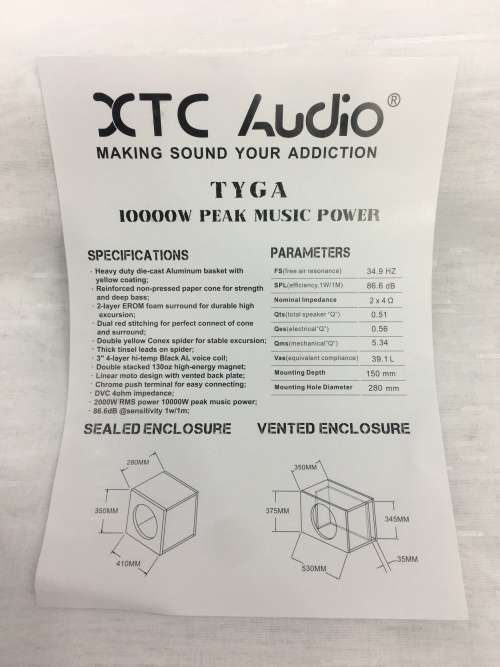 XTC Audio®
MAKING SOUND YOUR ADDICTION
TYGA
10000W PEAK MUSIC POWER
SPECIFICATIONS
· Heavy duty die-cast Aluminum basket with
yellow coating;
· Reinforced non-pressed paper cone for strength
and deep bass;
· 2-layer EROM foam surround for durable high
excursion;
· Dual red stitching for perfect connect of cone
and surround;
· Double yellow Conex spider for stable excursion;
· Thick tinsel leads on spider;
· 3" 4-layer hi-temp Black AL voice coil;
· Double stacked 130oz high-energy magnet;
· Linear moto design with vented back plate;
· Chrome push terminal for easy connecting;
· DVC 4ohm impedance;
· 2000W RMS power 10000W peak music power;
· 86.6dB @sensitivity 1w/1m;
PARAMETERS
FS(free air resonance) 34.9 HZ
SPL(efficiency.1W/1M) 86.6 dB
Nominal Impedance 2 x 4 Ω
Qts(total speaker "Q") 0.51
Qes(electrical"Q") 0.56
Qms(mechanical"Q") 5.34
Vas(equivalent compliance) 39.1 L
Mounting Depth 150 mm
Mounting Hole Diameter 280 mm
SEALED ENCLOSURE
280MM
350MM
410MM
VENTED ENCLOSURE
350MM
375MM
345MM
35MM
530MM